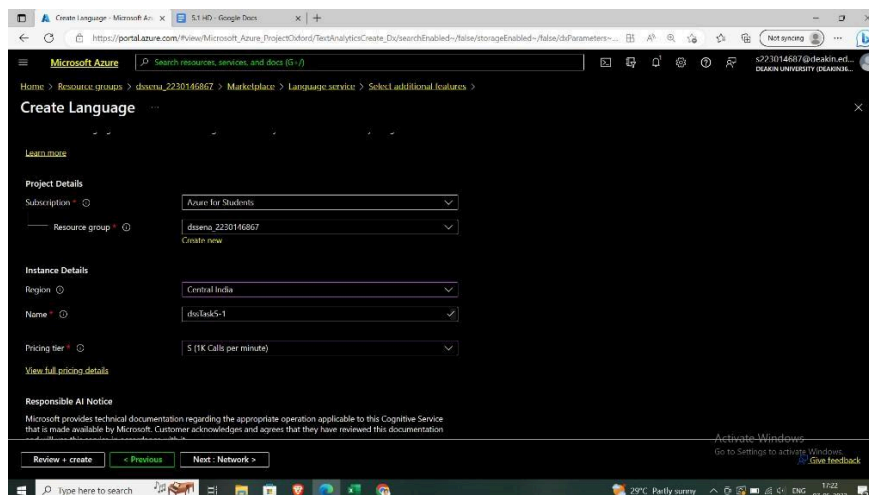 Create Language - Microsoft Az
5.1 HD - Google Docs
https://portal.azure.com/#view/Microsoft_Azure_ProjectOxford/TextAnalyticsCreate_Dx/searchEnabled~/false/storageEnabled~/false/dxParameters~...
Not syncing
Microsoft Azure
Search resources, services, and docs (G+/)
s223014687@deakin.ed...
DEAKIN UNIVERSITY (DEAKIN36...
Home > Resource groups > dssena_2230146867 > Marketplace > Language service > Select additional features >
Create Language
Learn more
Project Details
Subscription *
Azure for Students
Resource group *
dssena_2230146867
Create new
Instance Details
Region
Central India
Name *
dssTask5-1
Pricing tier *
S (1K Calls per minute)
View full pricing details
Responsible AI Notice
Microsoft provides technical documentation regarding the appropriate operation applicable to this Cognitive Service
that is made available by Microsoft. Customer acknowledges and agrees that they have reviewed this documentation
Activate Windows
Go to Settings to activate Windows.
Review + create
< Previous
Next : Network >
Give feedback
Type here to search
29°C Partly sunny
ENG
17:22